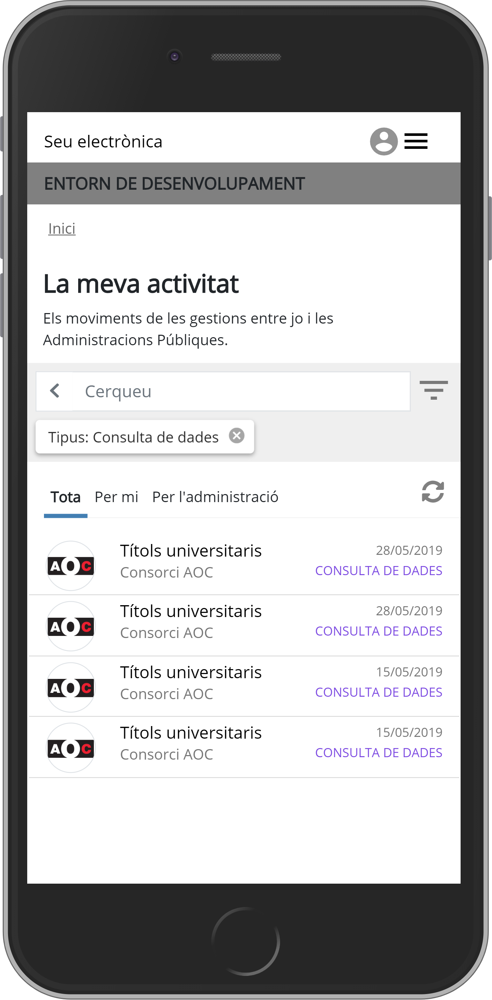 Seu electrònica
ENTORN DE DESENVOLUPAMENT
Inici
La meva activitat
Els moviments de les gestions entre jo i les
Administracions Públiques.
Cerqueu
Tipus: Consulta de dades
Tota Per mi Per l'administració
AOC Títols universitaris 28/05/2019
Consorci AOC CONSULTA DE DADES
AOC Títols universitaris 28/05/2019
Consorci AOC CONSULTA DE DADES
AOC Títols universitaris 15/05/2019
Consorci AOC CONSULTA DE DADES
AOC Títols universitaris 15/05/2019
Consorci AOC CONSULTA DE DADES